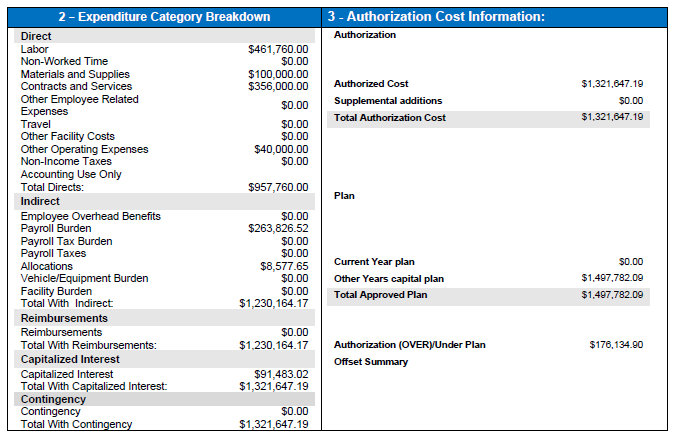 2 – Expenditure Category Breakdown
Direct
Labor $461,760.00
Non-Worked Time $0.00
Materials and Supplies $100,000.00
Contracts and Services $356,000.00
Other Employee Related
Expenses $0.00
Travel $0.00
Other Facility Costs $0.00
Other Operating Expenses $40,000.00
Non-Income Taxes $0.00
Accounting Use Only
Total Directs: $957,760.00
Indirect
Employee Overhead Benefits $0.00
Payroll Burden $263,826.52
Payroll Tax Burden $0.00
Payroll Taxes $0.00
Allocations $8,577.65
Vehicle/Equipment Burden $0.00
Facility Burden $0.00
Total With Indirect: $1,230,164.17
Reimbursements
Reimbursements $0.00
Total With Reimbursements: $1,230,164.17
Capitalized Interest
Capitalized Interest $91,483.02
Total With Capitalized Interest: $1,321,647.19
Contingency
Contingency $0.00
Total With Contingency $1,321,647.19
3 - Authorization Cost Information:
Authorization
Authorized Cost $1,321,647.19
Supplemental additions $0.00
Total Authorization Cost $1,321,647.19
Plan
Current Year plan $0.00
Other Years capital plan $1,497,782.09
Total Approved Plan $1,497,782.09
Authorization (OVER)/Under Plan $176,134.90
Offset Summary